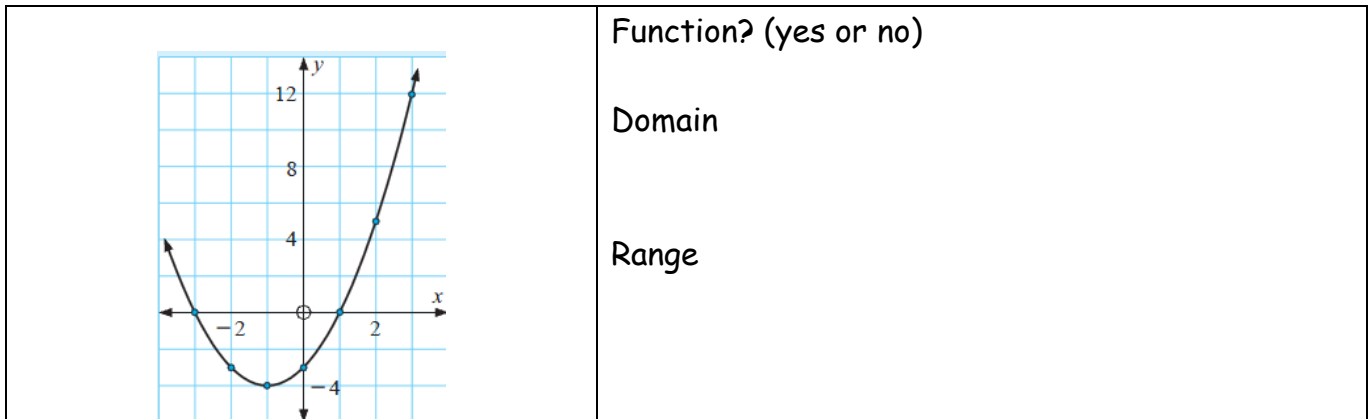 Function? (yes or no)
y
12
Domain
8
4
Range
x
−2
2
−4